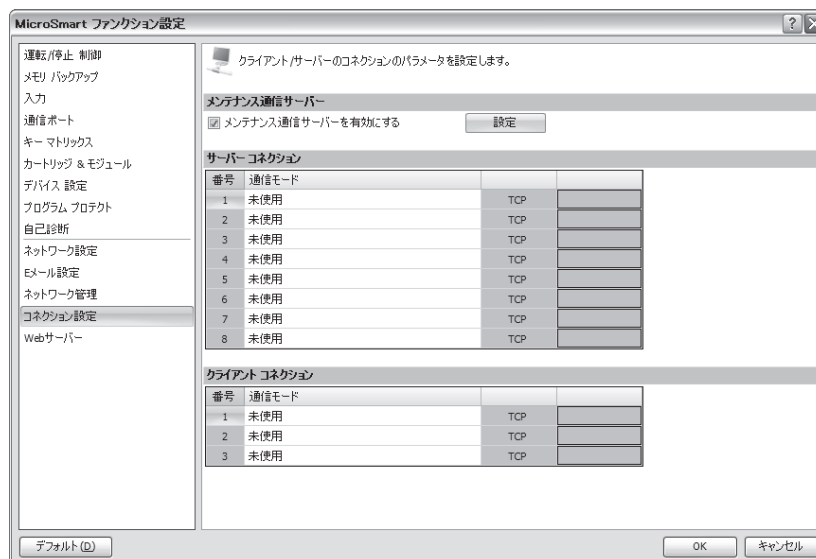 MicroSmart ファンクション設定
運転/停止 制御
メモリ バックアップ
入力
通信ポート
キー マトリックス
カートリッジ & モジュール
デバイス 設定
プログラム プロテクト
自己診断
ネットワーク設定
Eメール設定
ネットワーク管理
コネクション設定
Webサーバー
クライアント/サーバーのコネクションのパラメータを設定します。
メンテナンス通信サーバー
メンテナンス通信サーバーを有効にする 設定
サーバー コネクション
番号 通信モード
1 未使用 TCP
2 未使用 TCP
3 未使用 TCP
4 未使用 TCP
5 未使用 TCP
6 未使用 TCP
7 未使用 TCP
8 未使用 TCP
クライアント コネクション
番号 通信モード
1 未使用 TCP
2 未使用 TCP
3 未使用 TCP
デフォルト(D) OK キャンセル